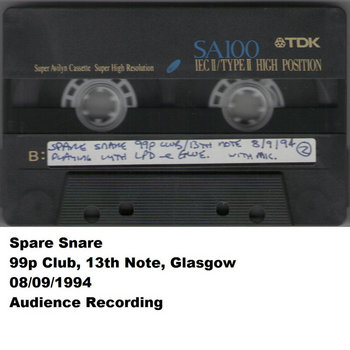 SA100 TDK
IEC II/TYPE II HIGH POSITION
Super Avilyn Cassette Super High Resolution
SPARE SNARE 99p CLUB/13th NOTE 8/9/94
B: PLAYING WITH LPD + GLUE. WITH MIC. 2
Spare Snare
99p Club, 13th Note, Glasgow
08/09/1994
Audience Recording